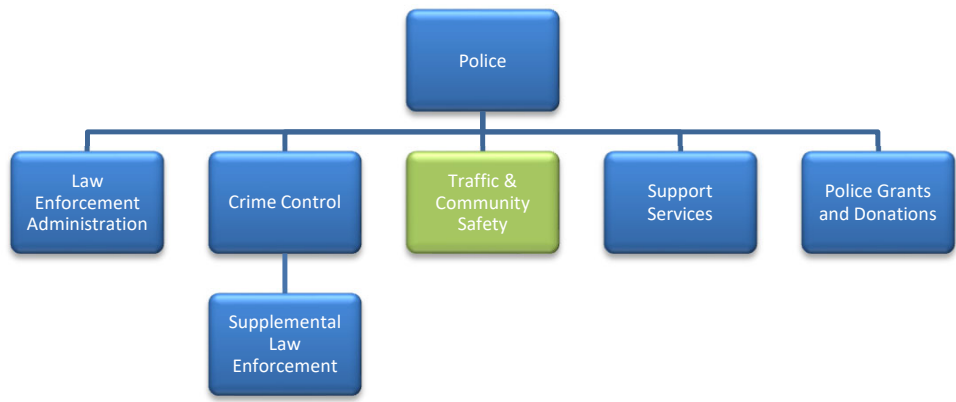 Police
Law
Enforcement
Administration
Crime Control
Traffic &
Community
Safety
Support
Services
Police Grants
and Donations
Supplemental
Law
Enforcement